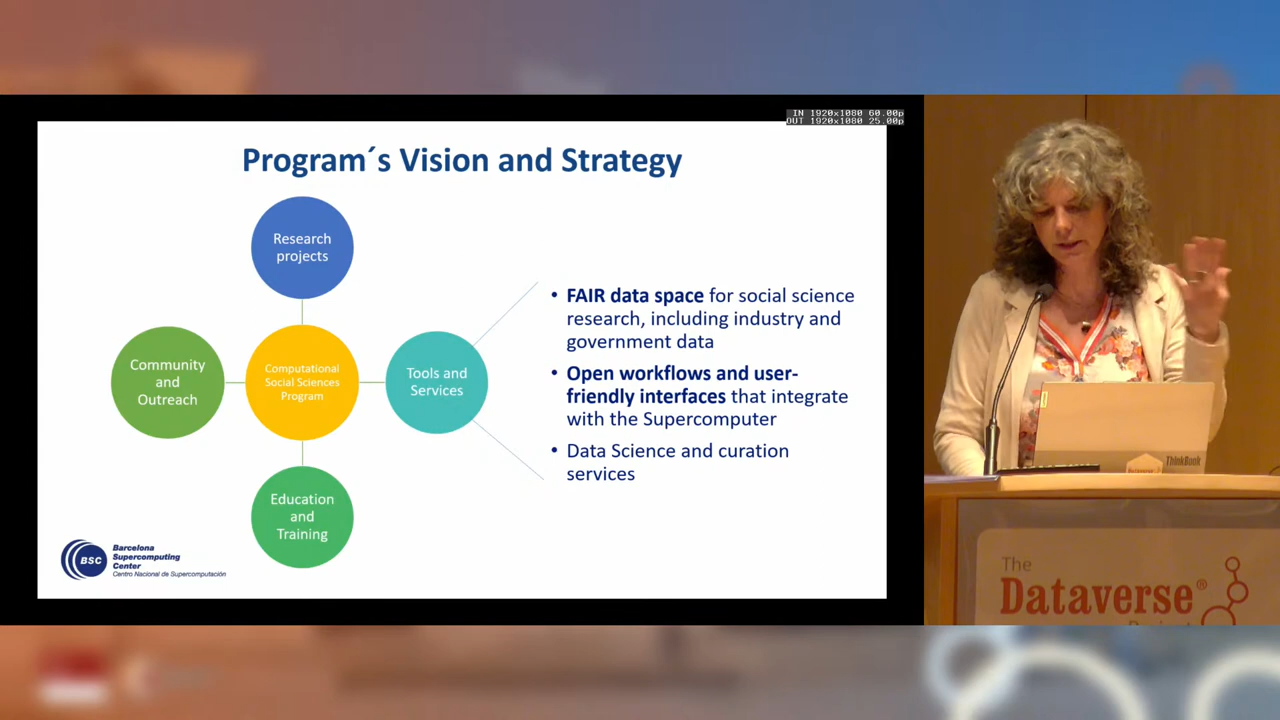 IN 1920x1080 60.00p
OUT 1920x1080 25.00p
Program´s Vision and Strategy
Research
projects
Community
and
Outreach
Computational
Social Sciences
Program
Tools and
Services
Education
and
Training
• FAIR data space for social science
research, including industry and
government data
• Open workflows and user-
friendly interfaces that integrate
with the Supercomputer
• Data Science and curation
services
BSC
Barcelona
Supercomputing
Center
Centro Nacional de Supercomputación
ThinkBook
The
Dataverse®
Project